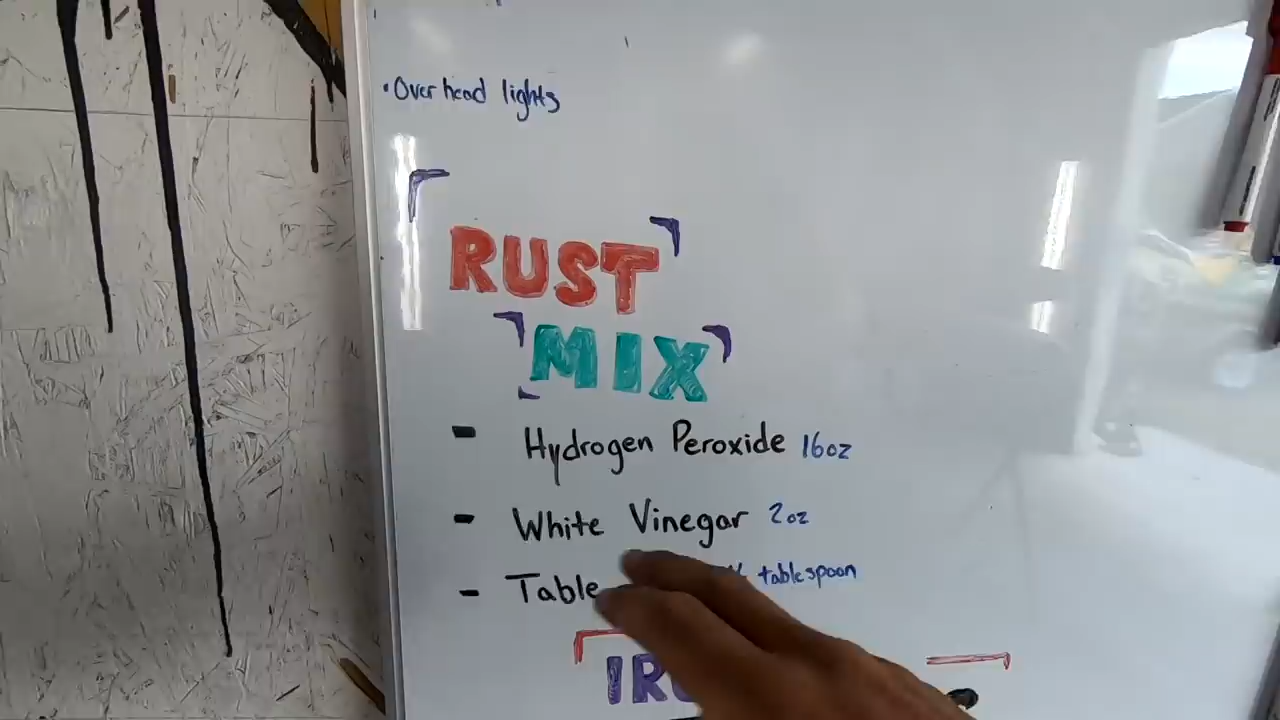 •Over head lights
RUST
MIX
- Hydrogen Peroxide 16oz
- White Vinegar 2oz
- Table tablespoon